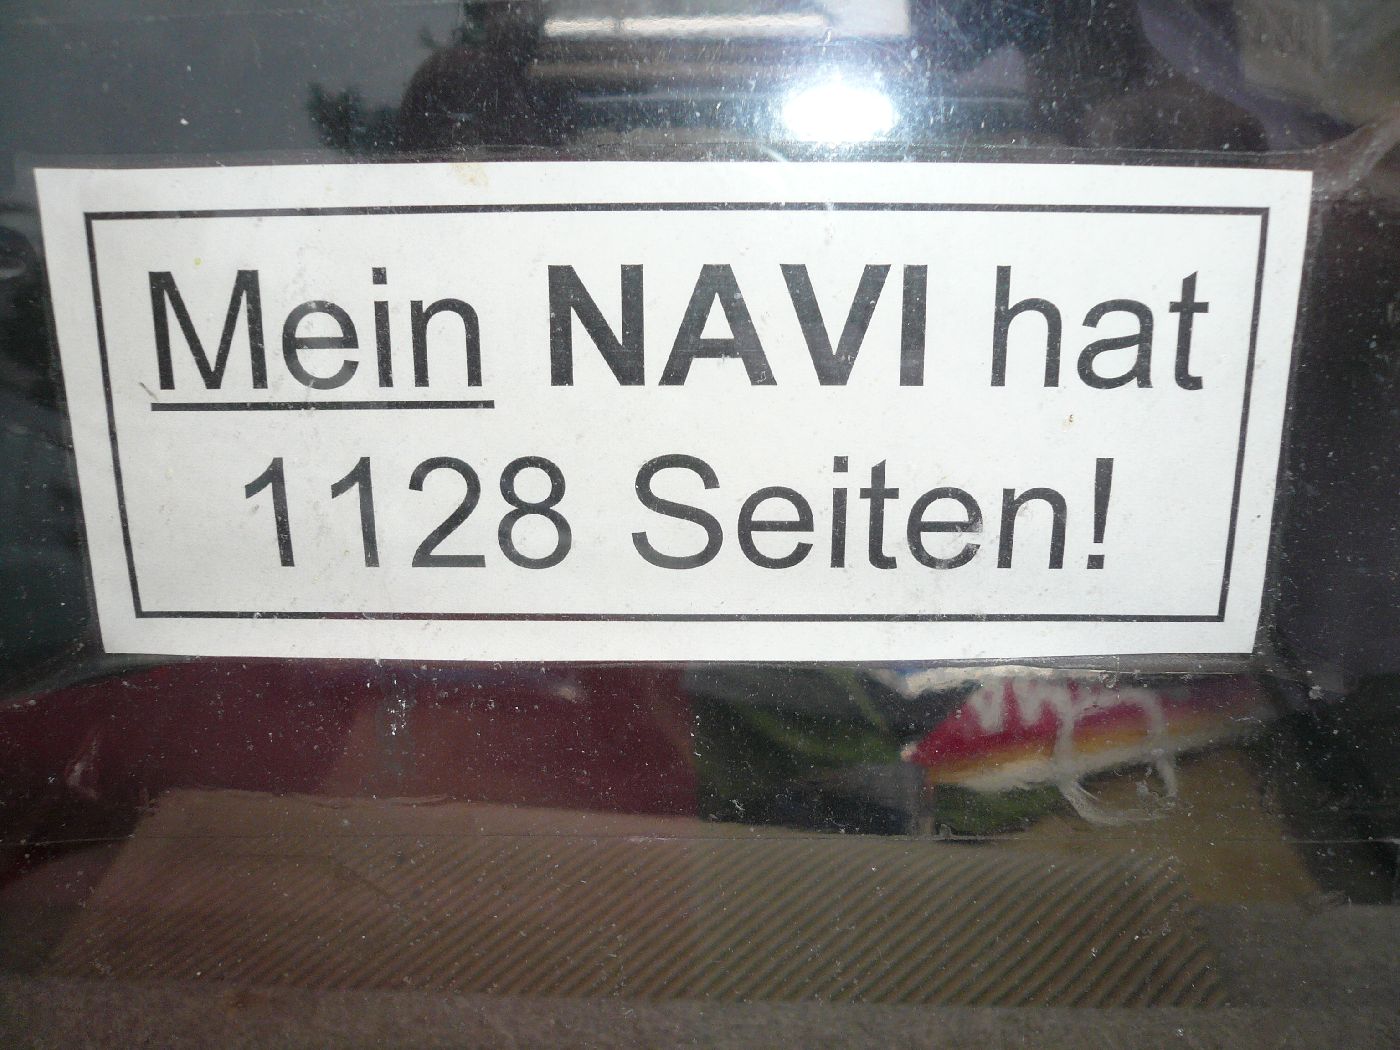 Mein NAVI hat
1128 Seiten!